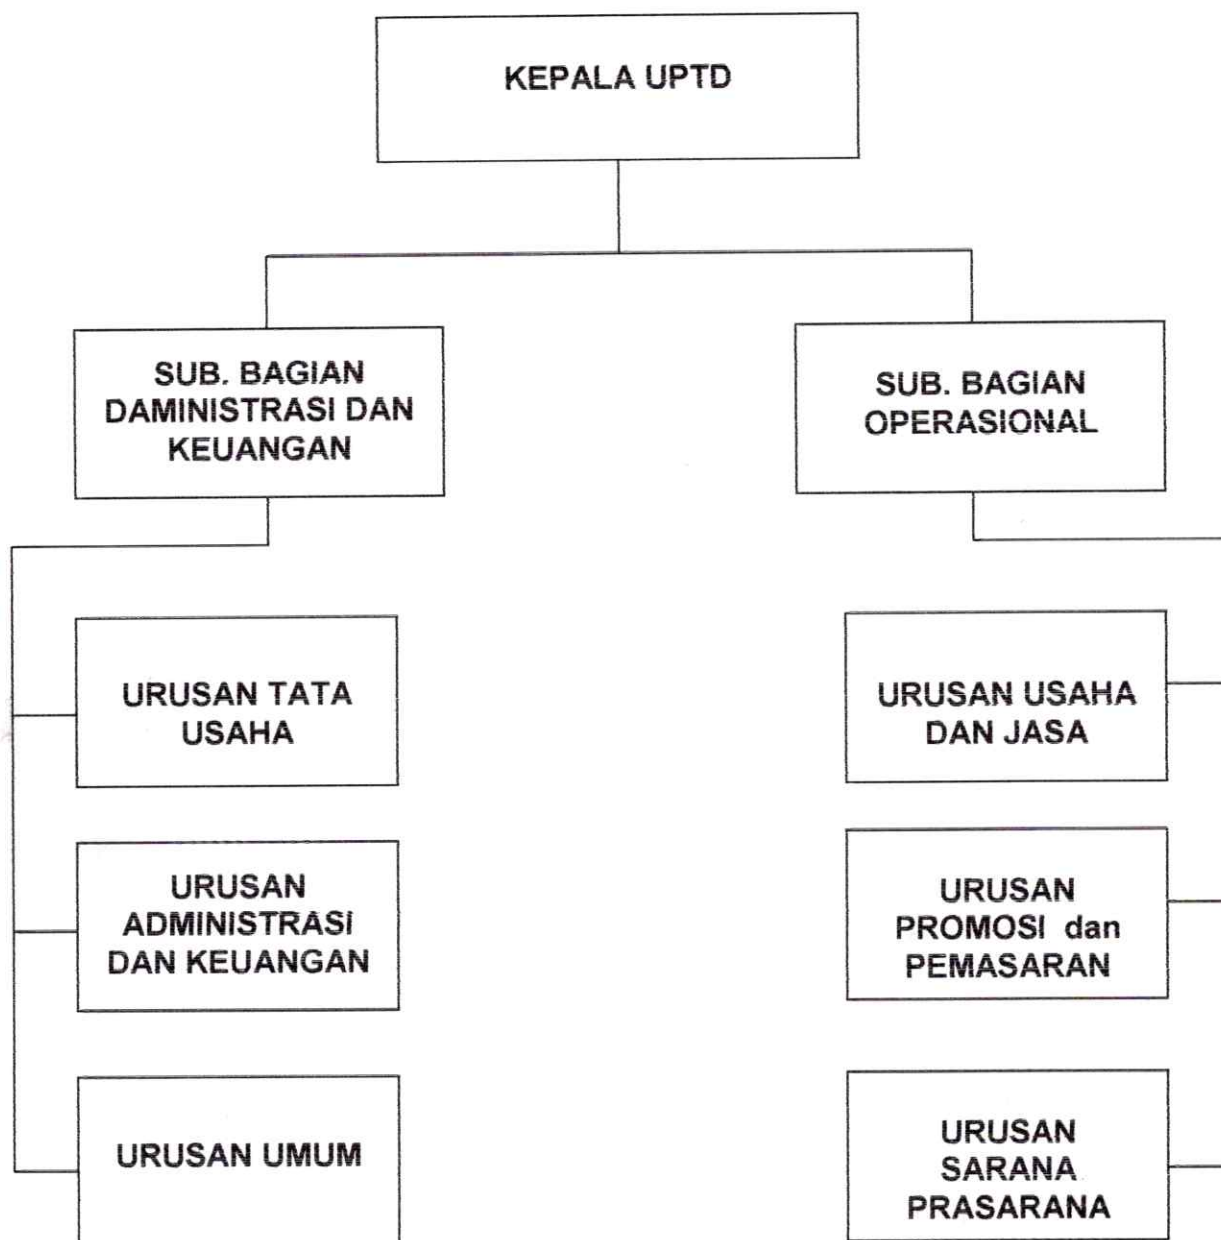 KEPALA UPTD
SUB. BAGIAN
DAMINISTRASI DAN
KEUANGAN
SUB. BAGIAN
OPERASIONAL
URUSAN TATA
USAHA
URUSAN USAHA
DAN JASA
URUSAN
ADMINISTRASI
DAN KEUANGAN
URUSAN
PROMOSI dan
PEMASARAN
URUSAN UMUM
URUSAN
SARANA
PRASARANA